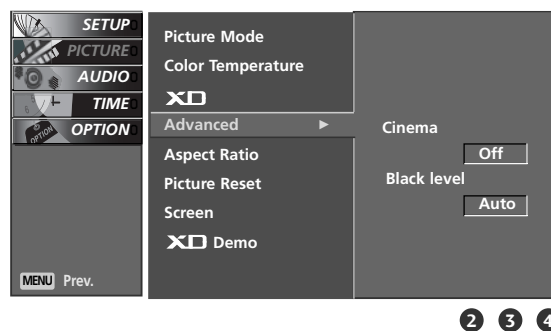 SETUP
PICTURE
AUDIO
TIME
OPTION
MENU Prev.
Picture Mode
Color Temperature
XD
Advanced ►
Aspect Ratio
Picture Reset
Screen
XD Demo
Cinema
Off
Black level
Auto
2 3 4